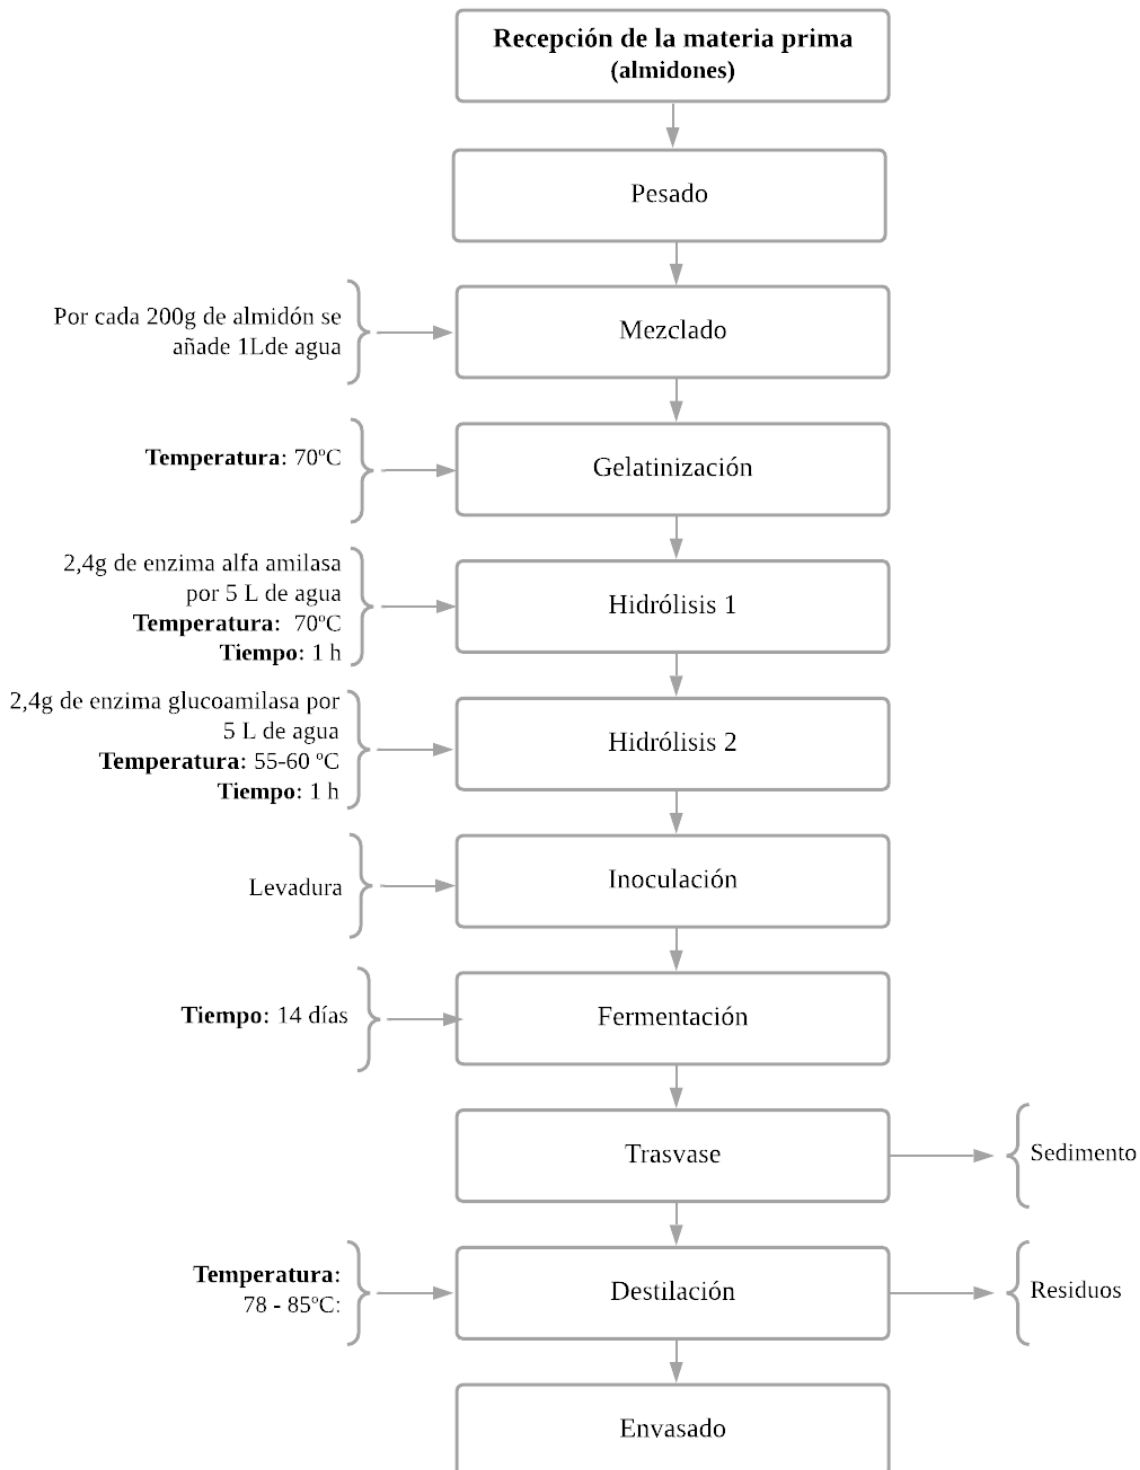 Recepción de la materia prima
(almidones)
Pesado
Por cada 200g de almidón se
añade 1Lde agua
Mezclado
Temperatura: 70ºC
Gelatinización
2,4g de enzima alfa amilasa
por 5 L de agua
Temperatura: 70ºC
Tiempo: 1 h
Hidrólisis 1
2,4g de enzima glucoamilasa por
5 L de agua
Temperatura: 55-60 ºC
Tiempo: 1 h
Hidrólisis 2
Levadura
Inoculación
Tiempo: 14 días
Fermentación
Trasvase
Sedimento
Temperatura:
78 - 85ºC:
Destilación
Residuos
Envasado